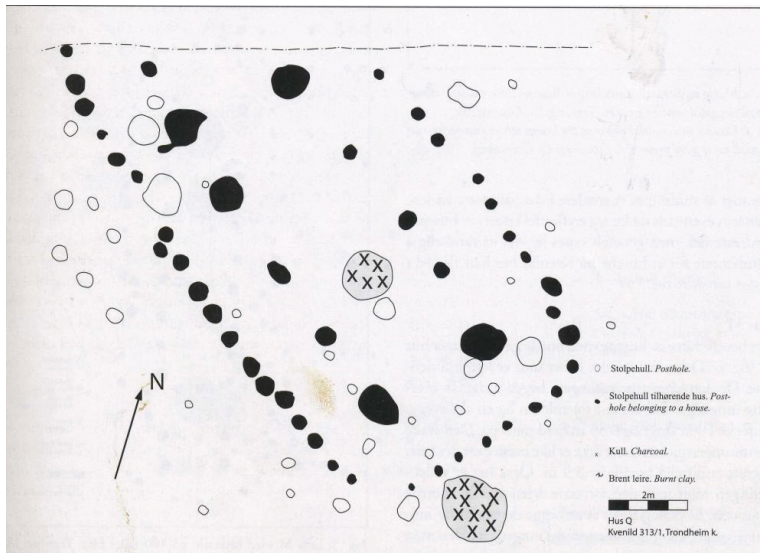 N
Stolpehull. Posthole.
Stolpehull tilhørende hus. Post-
hole belonging to a house.
Kull. Charcoal.
Brent leire. Burnt clay.
2m
Hus Q
Kvenild 313/1, Trondheim k.